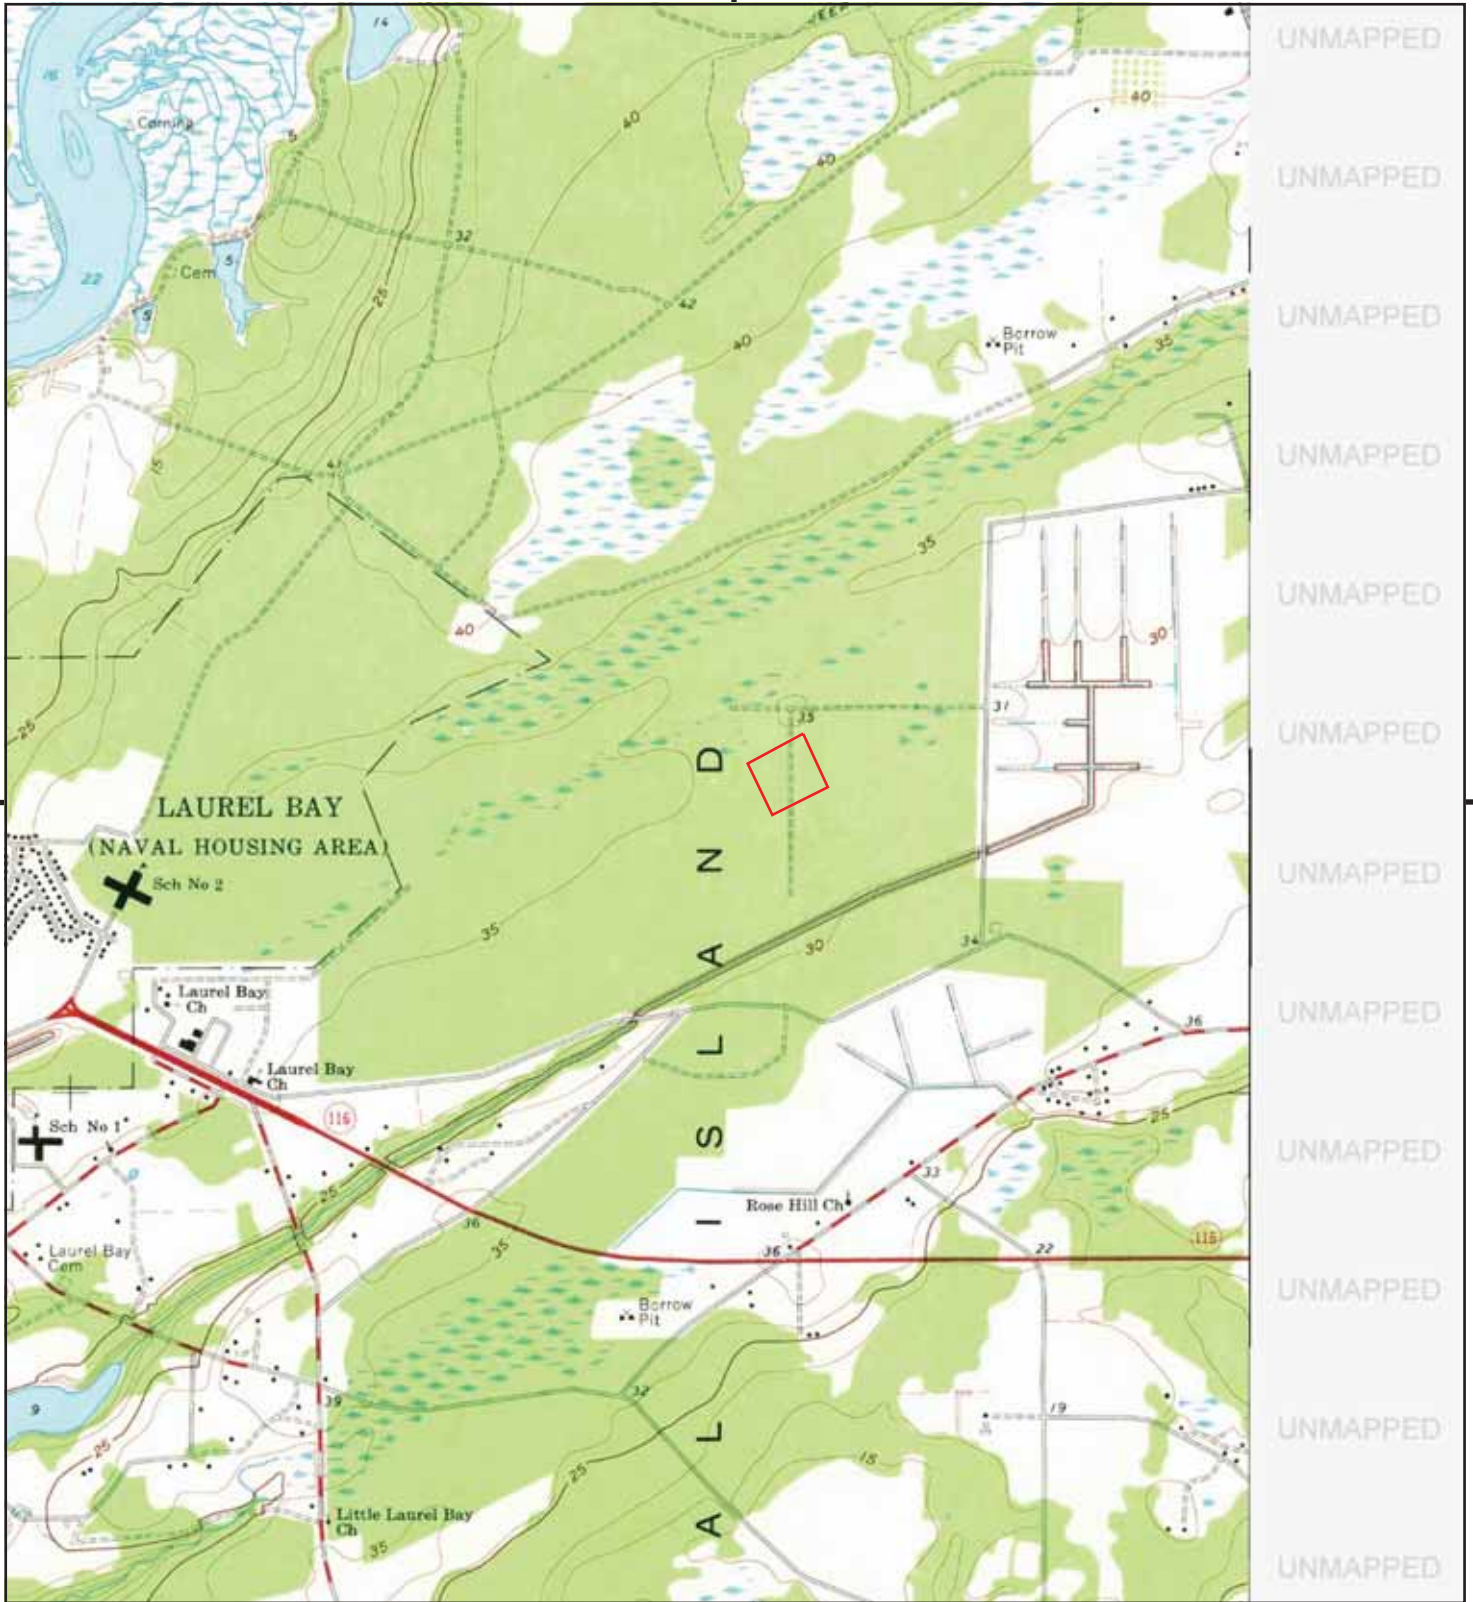 14
UNMAPPED
16
40
Corning
40
5
40
UNMAPPED
32
Cem
5
22
25
42
5
40
UNMAPPED
Borrow
Pit
35
41
15
UNMAPPED
35
40
30
UNMAPPED
31
35
25
D
UNMAPPED
LAUREL BAY
(NAVAL HOUSING AREA)
Sch No 2
N
UNMAPPED
35
A
30
34
Laurel Bay
Ch
UNMAPPED
36
L
Laurel Bay
Ch
116
25
Sch No 1
S
UNMAPPED
33
25
Rose Hill Ch
I
36
35
36
22
116
Laurel Bay
Cem
UNMAPPED
Borrow
Pit
32
39
9
19
L
UNMAPPED
25
25
15
Little Laurel Bay
Ch
A
35
UNMAPPED